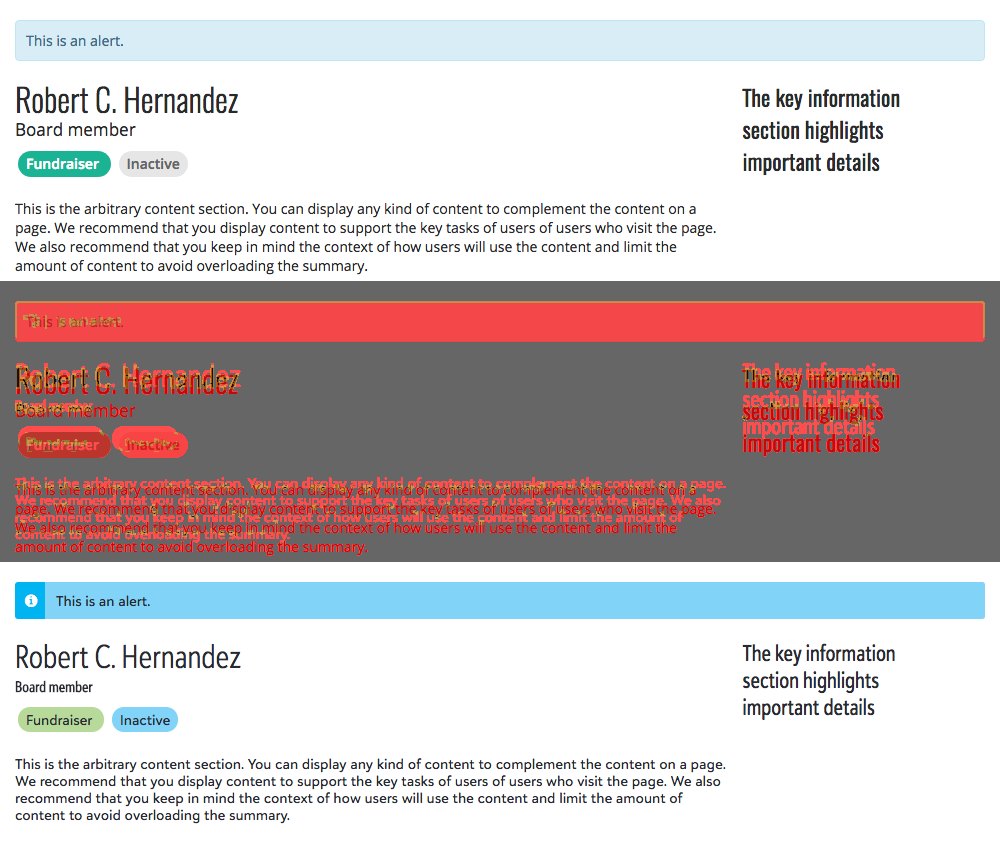 This is an alert.
Robert C. Hernandez
Board member
Fundraiser Inactive
The key information
section highlights
important details
This is the arbitrary content section. You can display any kind of content to complement the content on a
page. We recommend that you display content to support the key tasks of users of users who visit the page.
We also recommend that you keep in mind the context of how users will use the content and limit the
amount of content to avoid overloading the summary.
This is an alert.
Robert C. Hernandez
Board member
Fundraiser Inactive
The key information
section highlights
important details
This is the arbitrary content section. You can display any kind of content to complement the content on a
page. We recommend that you display content to support the key tasks of users of users who visit the page.
We also recommend that you keep in mind the context of how users will use the content and limit the
amount of content to avoid overloading the summary.
This is an alert.
Robert C. Hernandez
Board member
Fundraiser Inactive
The key information
section highlights
important details
This is the arbitrary content section. You can display any kind of content to complement the content on a page.
We recommend that you display content to support the key tasks of users of users who visit the page. We also
recommend that you keep in mind the context of how users will use the content and limit the amount of
content to avoid overloading the summary.